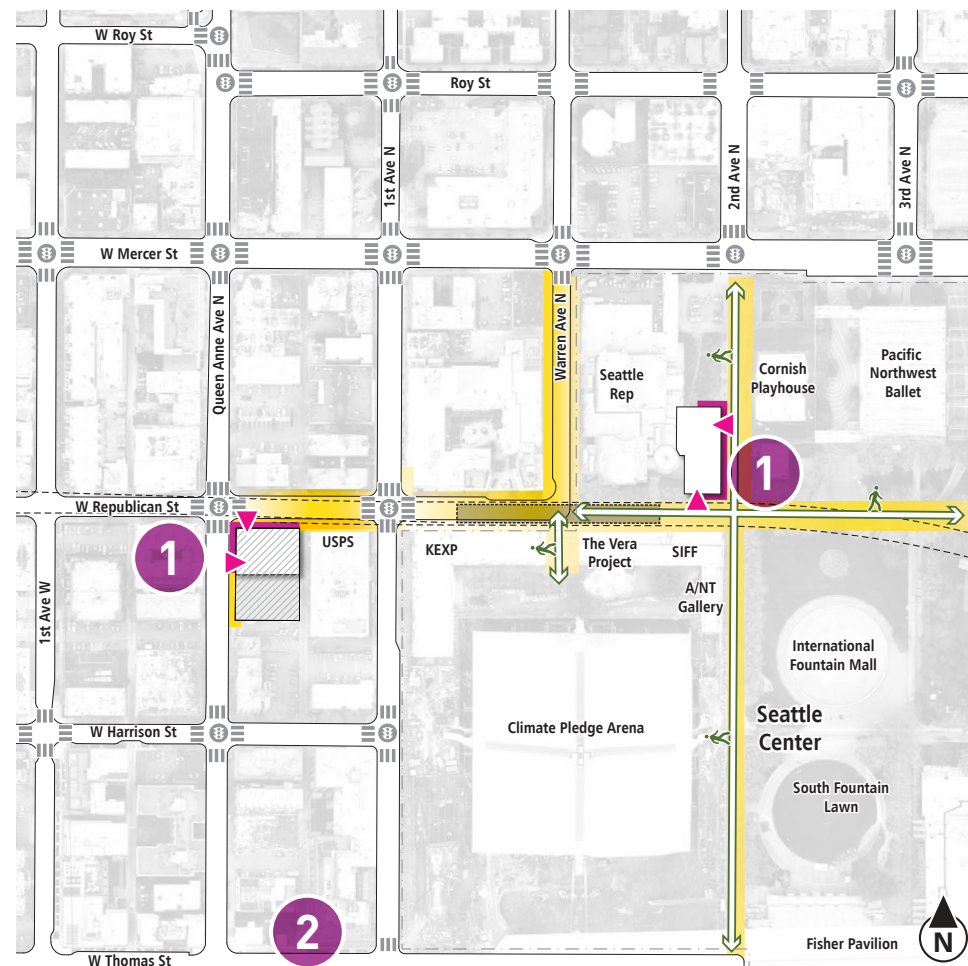 W Roy St
Roy St
1st Ave N
2nd Ave N
3rd Ave N
W Mercer St
Queen Anne Ave N
Warren Ave N
Seattle
Rep
Cornish
Playhouse
Pacific
Northwest
Ballet
1
W Republican St
1
USPS
KEXP
The Vera
Project
SIFF
A/NT
Gallery
1st Ave W
International
Fountain Mall
W Harrison St
Climate Pledge Arena
Seattle
Center
South Fountain
Lawn
2
W Thomas St
Fisher Pavilion
N